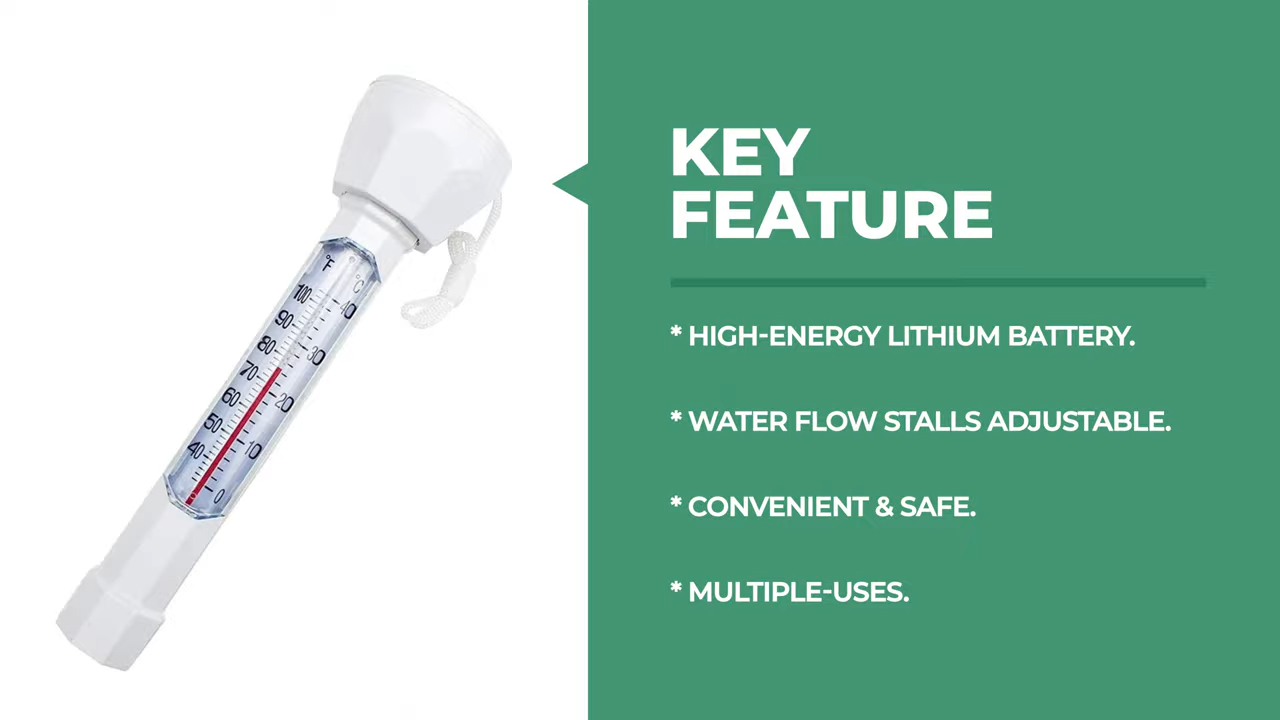 KEY
FEATURE
* HIGH-ENERGY LITHIUM BATTERY.
* WATER FLOW STALLS ADJUSTABLE.
* CONVENIENT & SAFE.
* MULTIPLE-USES.
°F °C
100 40
90
80 30
70
60 20
50
40 10
0